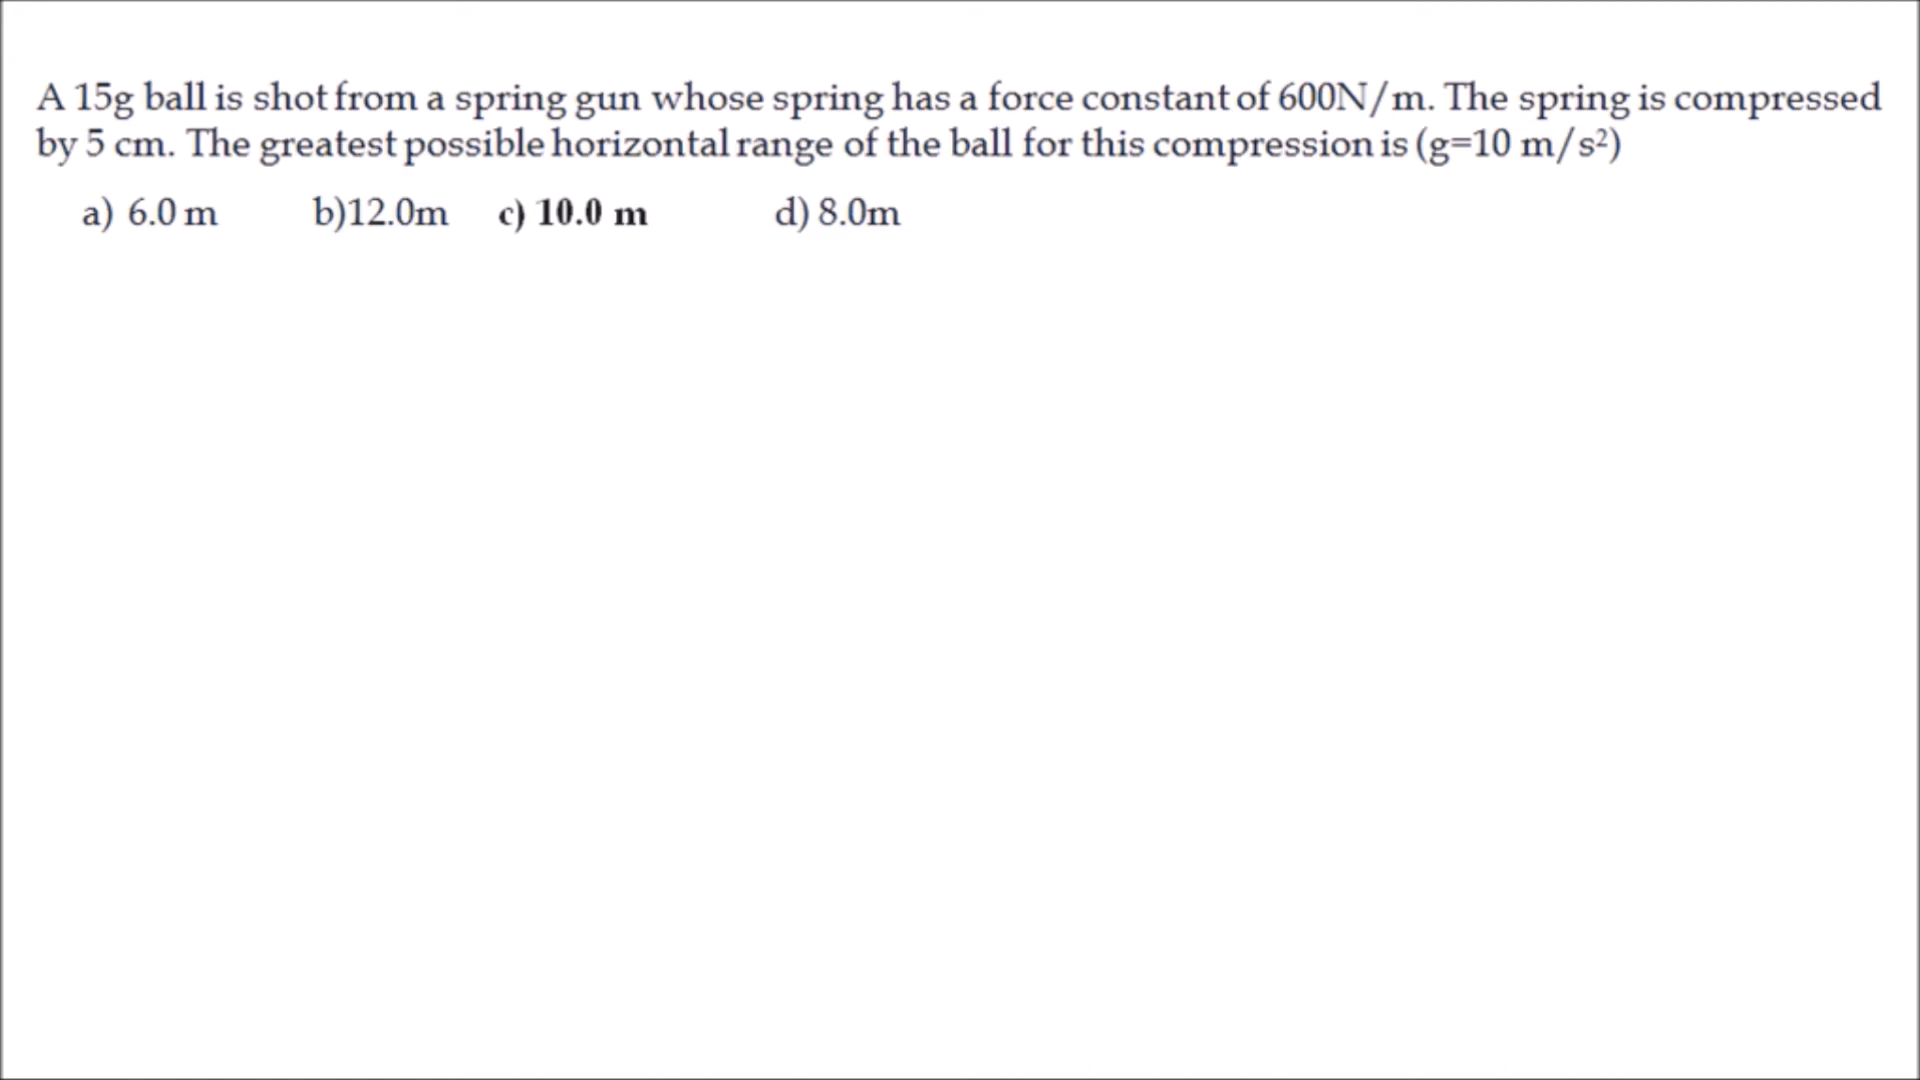 A 15g ball is shot from a spring gun whose spring has a force constant of 600N/m. The spring is compressed
by 5 cm. The greatest possible horizontal range of the ball for this compression is (g=10 m/s²)
a) 6.0 m b)12.0m c) 10.0 m d) 8.0m